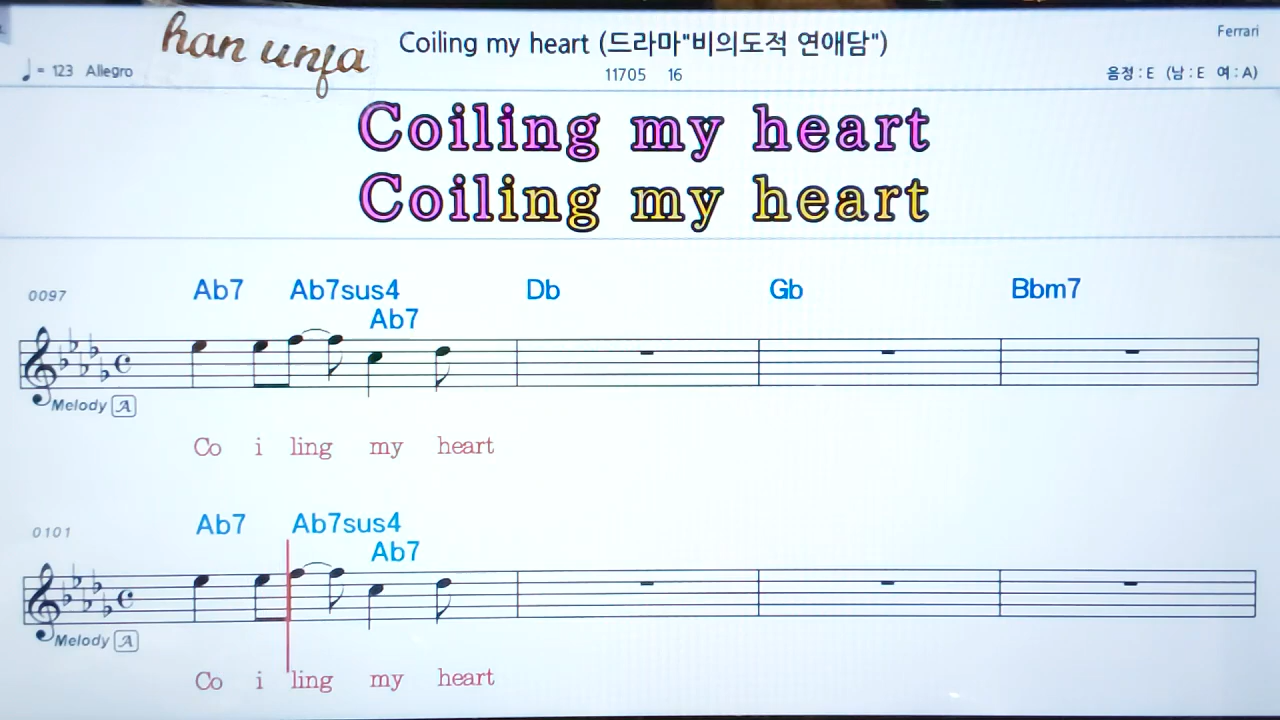 han unja
Coiling my heart (드라마"비의도적 연애담")
Ferrari
♩= 123 Allegro
11705 16
음정 : E (남 : E 여 : A)
Coiling my heart
Coiling my heart
0097
Ab7 Ab7sus4 Db Gb Bbm7
Ab7
Melody A
Co i ling my heart
0101
Ab7 Ab7sus4
Ab7
Melody A
Co i ling my heart